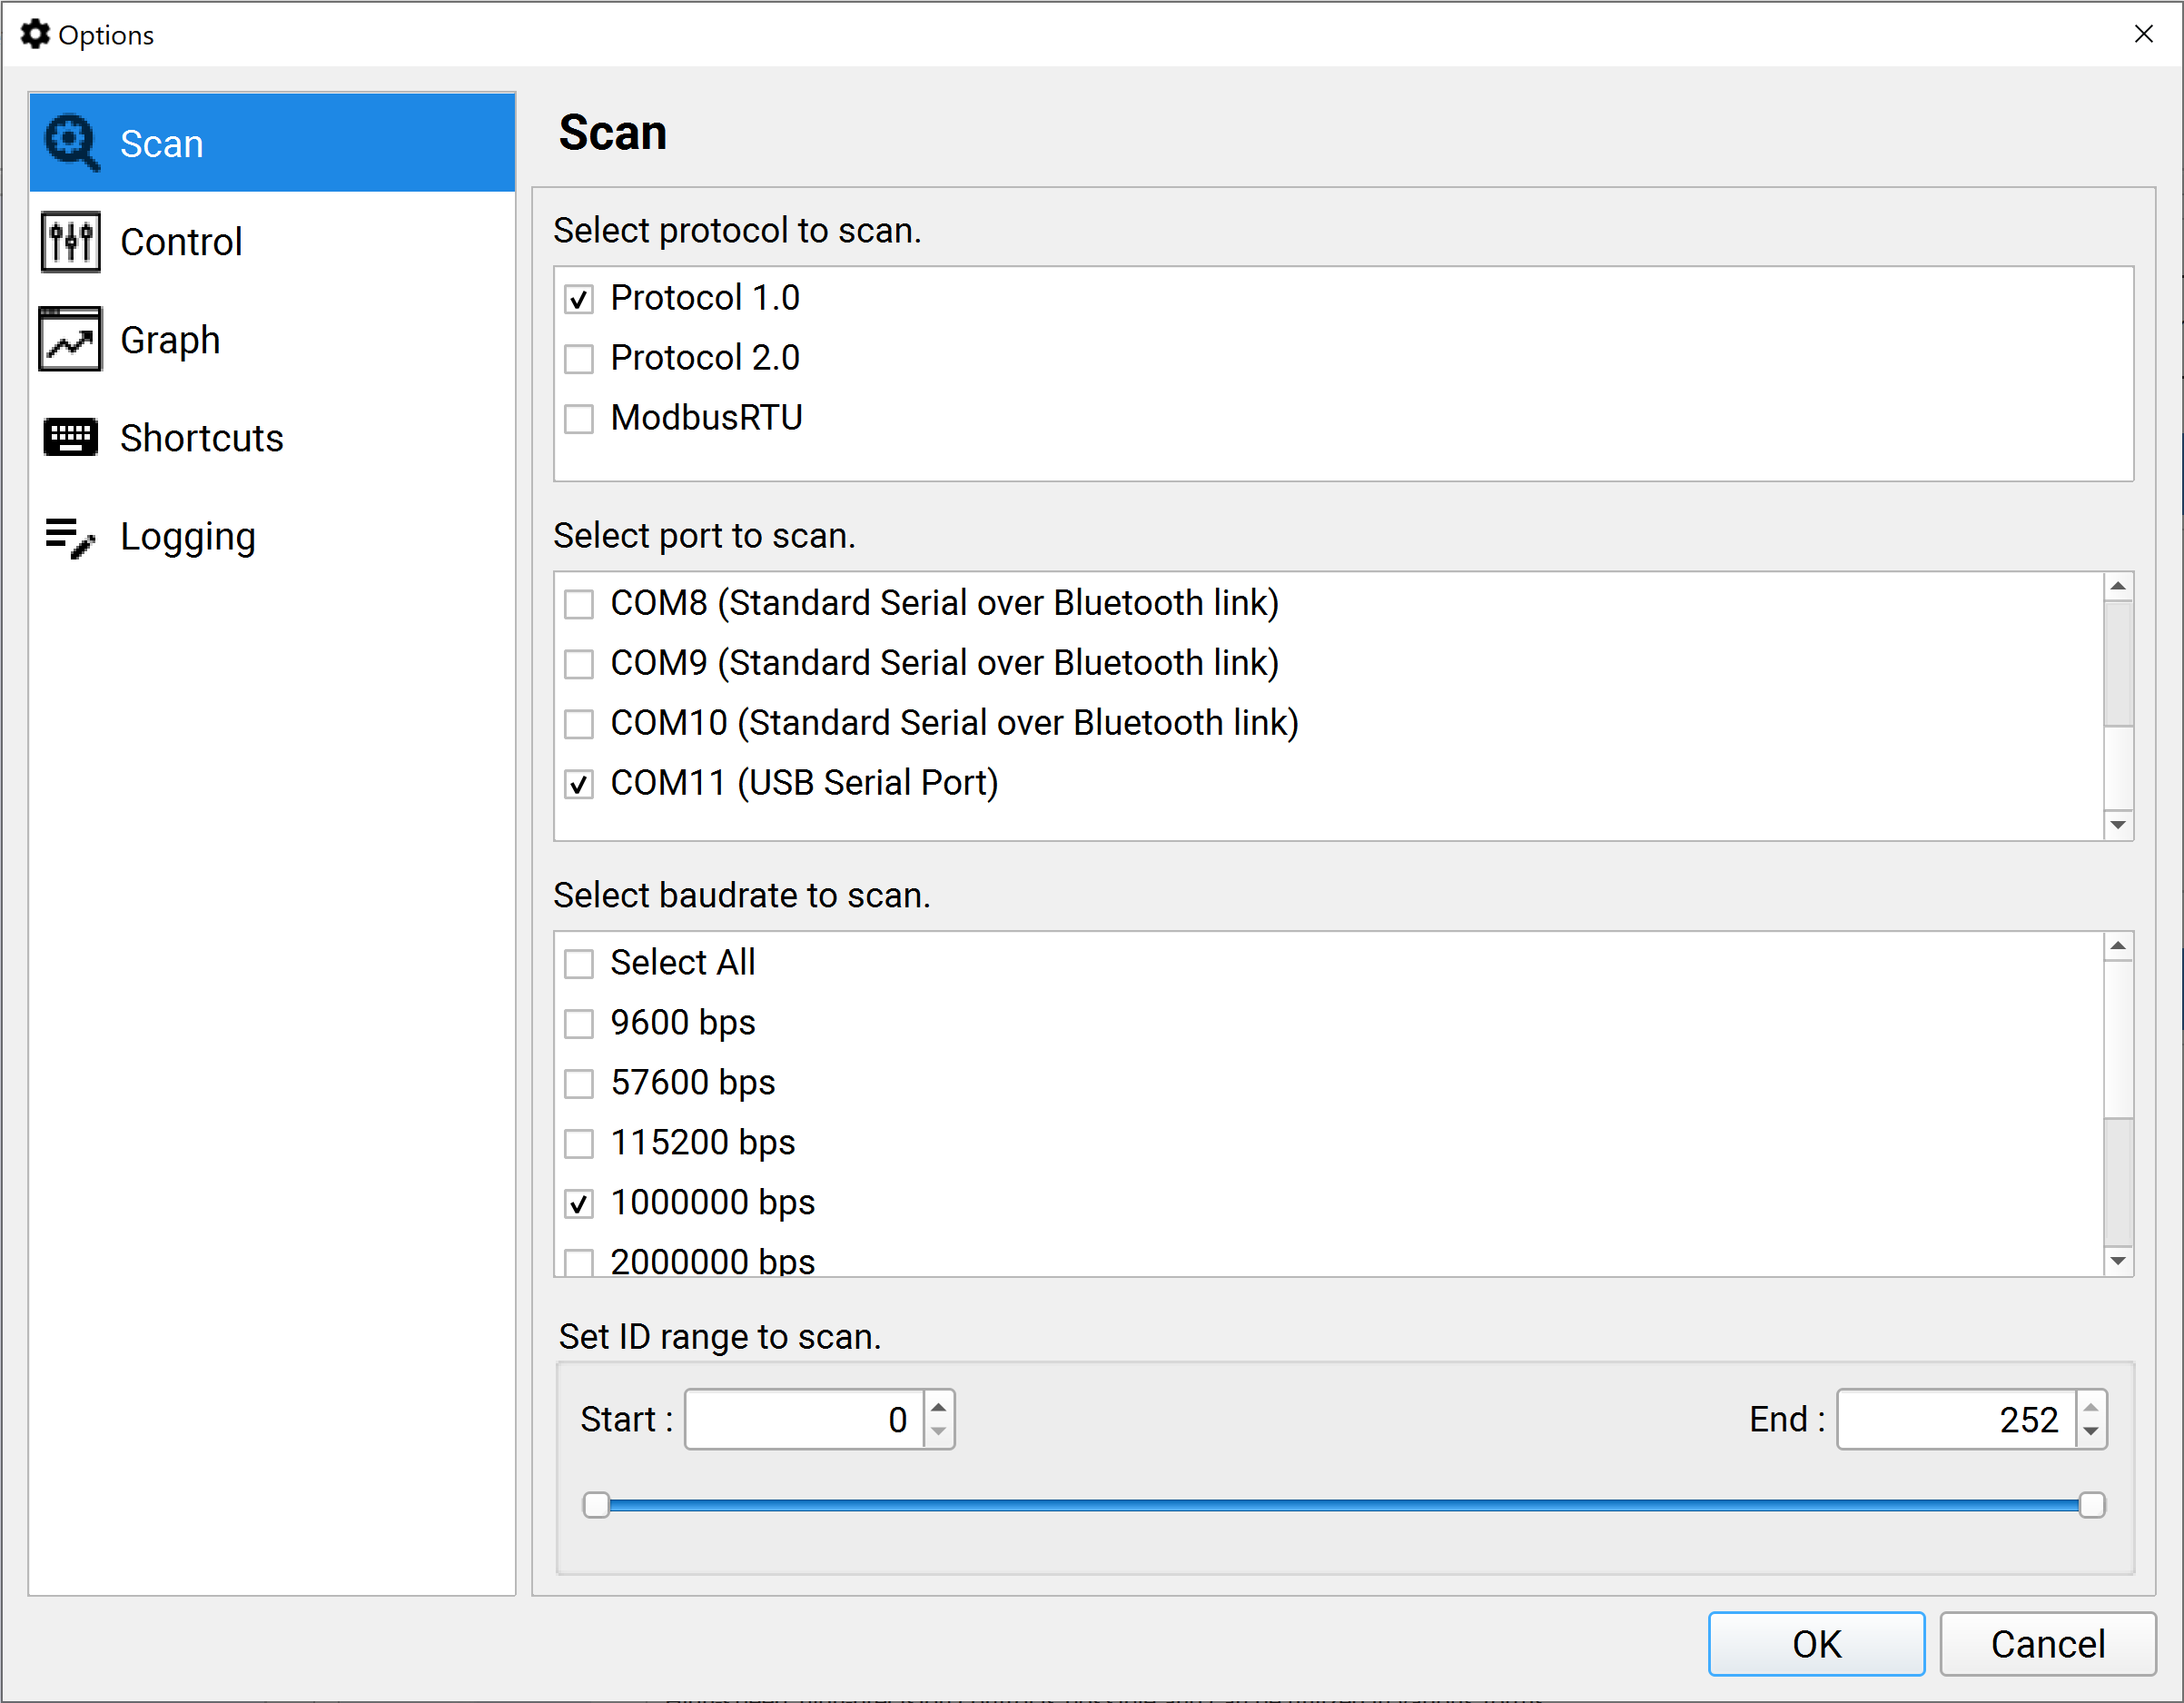 Options
Scan
Control
Graph
Shortcuts
Logging
Scan
Select protocol to scan.
Protocol 1.0
Protocol 2.0
ModbusRTU
Select port to scan.
COM8 (Standard Serial over Bluetooth link)
COM9 (Standard Serial over Bluetooth link)
COM10 (Standard Serial over Bluetooth link)
COM11 (USB Serial Port)
Select baudrate to scan.
Select All
9600 bps
57600 bps
115200 bps
1000000 bps
2000000 bps
Set ID range to scan.
Start : 0
End : 252
OK
Cancel